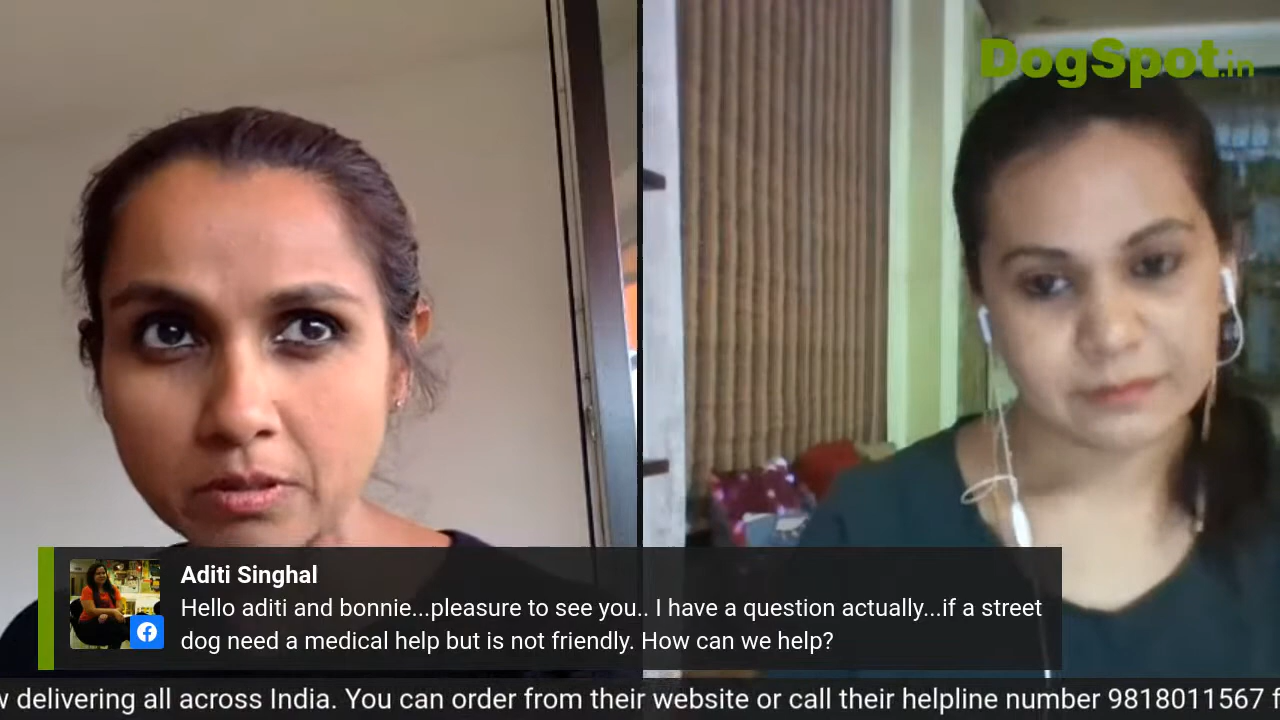 DogSpot.in
Aditi Singhal
Hello aditi and bonnie...pleasure to see you.. I have a question actually...if a street
dog need a medical help but is not friendly. How can we help?
delivering all across India. You can order from their website or call their helpline number 9818011567